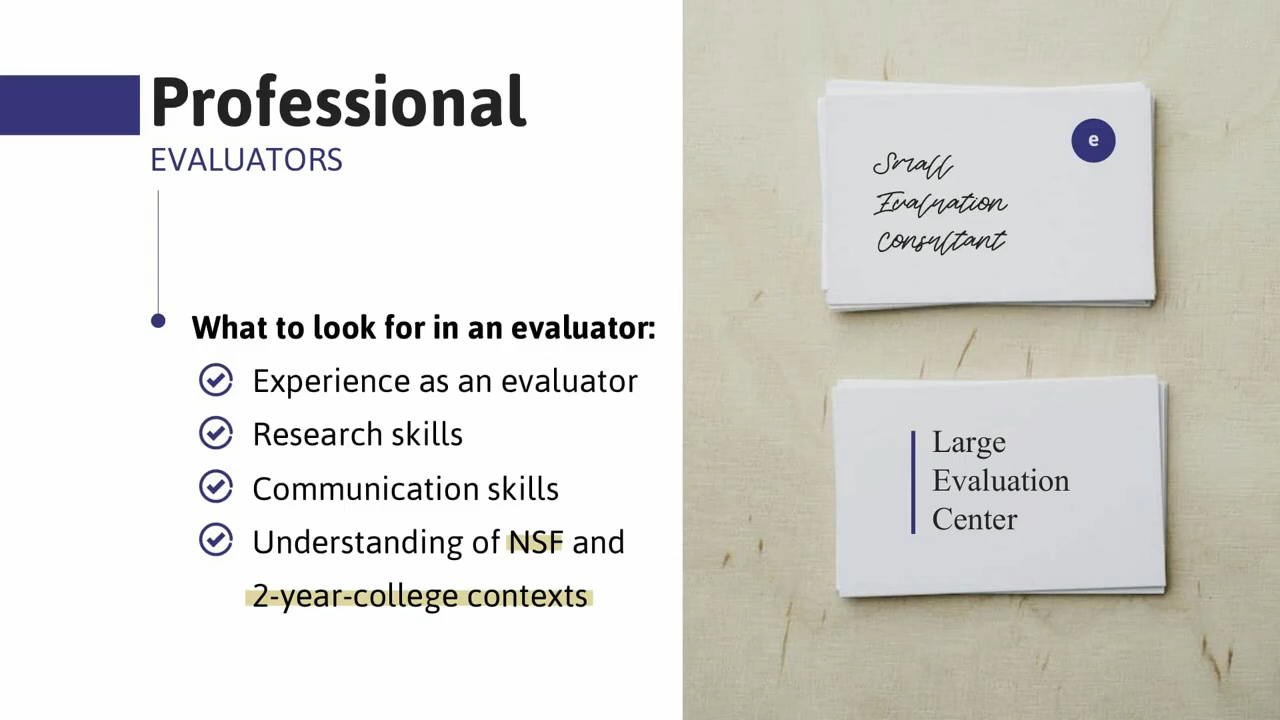 Professional
EVALUATORS
What to look for in an evaluator:
Experience as an evaluator
Research skills
Communication skills
Understanding of NSF and
2-year-college contexts
e
Small
Evaluation
Consultant
Large
Evaluation
Center